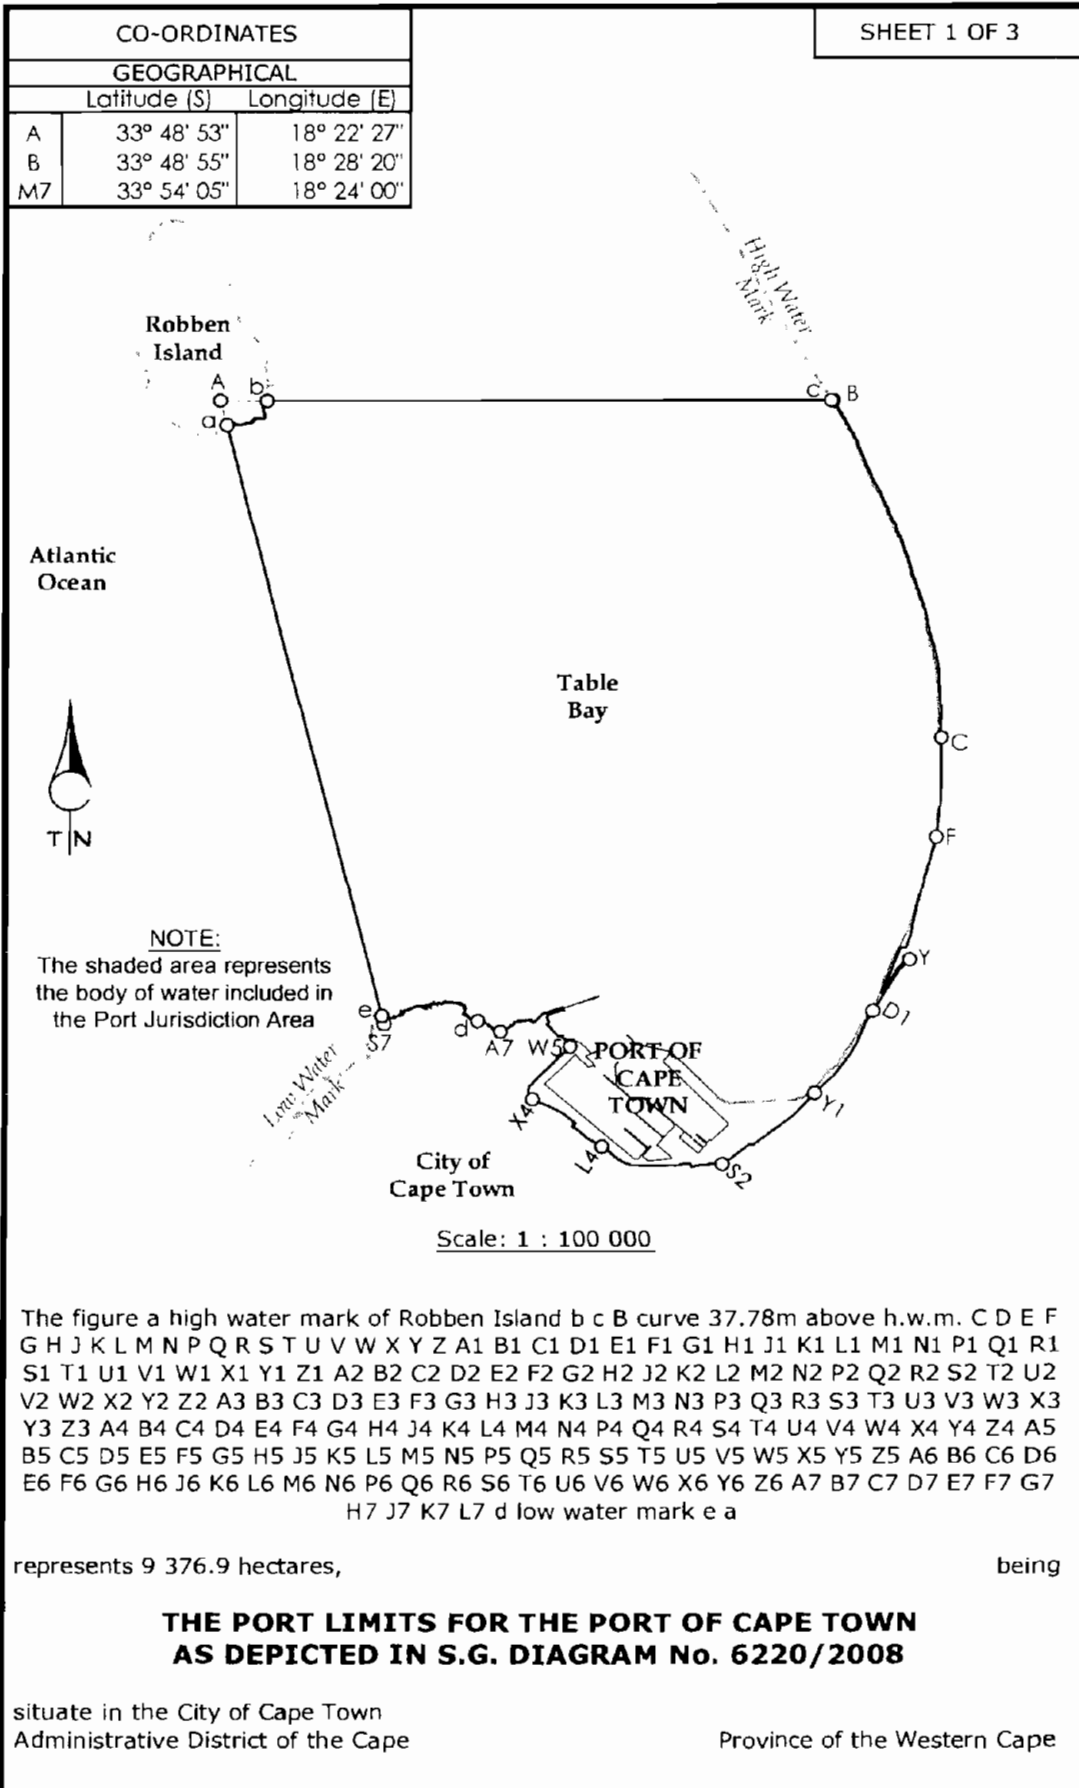 CO-ORDINATES
SHEET 1 OF 3
GEOGRAPHICAL
Latitude (S) Longitude (E)
A 33° 48' 53" 18° 22' 27"
B 33° 48' 55" 18° 28' 20"
M7 33° 54' 05" 18° 24' 00"
High Water
Mark
Robben
Island
A
b
c
B
a
Atlantic
Ocean
Table
Bay
C
T N
F
NOTE:
The shaded area represents
the body of water included in
the Port Jurisdiction Area
Y
D1
e
S7
d
A7
W5
PORT OF
CAPE
TOWN
Low Water
Mark
X4
Y1
L4
S2
City of
Cape Town
Scale: 1 : 100 000
The figure a high water mark of Robben Island b c B curve 37.78m above h.w.m. C D E F
G H J K L M N P Q R S T U V W X Y Z A1 B1 C1 D1 E1 F1 G1 H1 J1 K1 L1 M1 N1 P1 Q1 R1
S1 T1 U1 V1 W1 X1 Y1 Z1 A2 B2 C2 D2 E2 F2 G2 H2 J2 K2 L2 M2 N2 P2 Q2 R2 S2 T2 U2
V2 W2 X2 Y2 Z2 A3 B3 C3 D3 E3 F3 G3 H3 J3 K3 L3 M3 N3 P3 Q3 R3 S3 T3 U3 V3 W3 X3
Y3 Z3 A4 B4 C4 D4 E4 F4 G4 H4 J4 K4 L4 M4 N4 P4 Q4 R4 S4 T4 U4 V4 W4 X4 Y4 Z4 A5
B5 C5 D5 E5 F5 G5 H5 J5 K5 L5 M5 N5 P5 Q5 R5 S5 T5 U5 V5 W5 X5 Y5 Z5 A6 B6 C6 D6
E6 F6 G6 H6 J6 K6 L6 M6 N6 P6 Q6 R6 S6 T6 U6 V6 W6 X6 Y6 Z6 A7 B7 C7 D7 E7 F7 G7
H7 J7 K7 L7 d low water mark e a
represents 9 376.9 hectares, being
THE PORT LIMITS FOR THE PORT OF CAPE TOWN
AS DEPICTED IN S.G. DIAGRAM No. 6220/2008
situate in the City of Cape Town
Administrative District of the Cape Province of the Western Cape